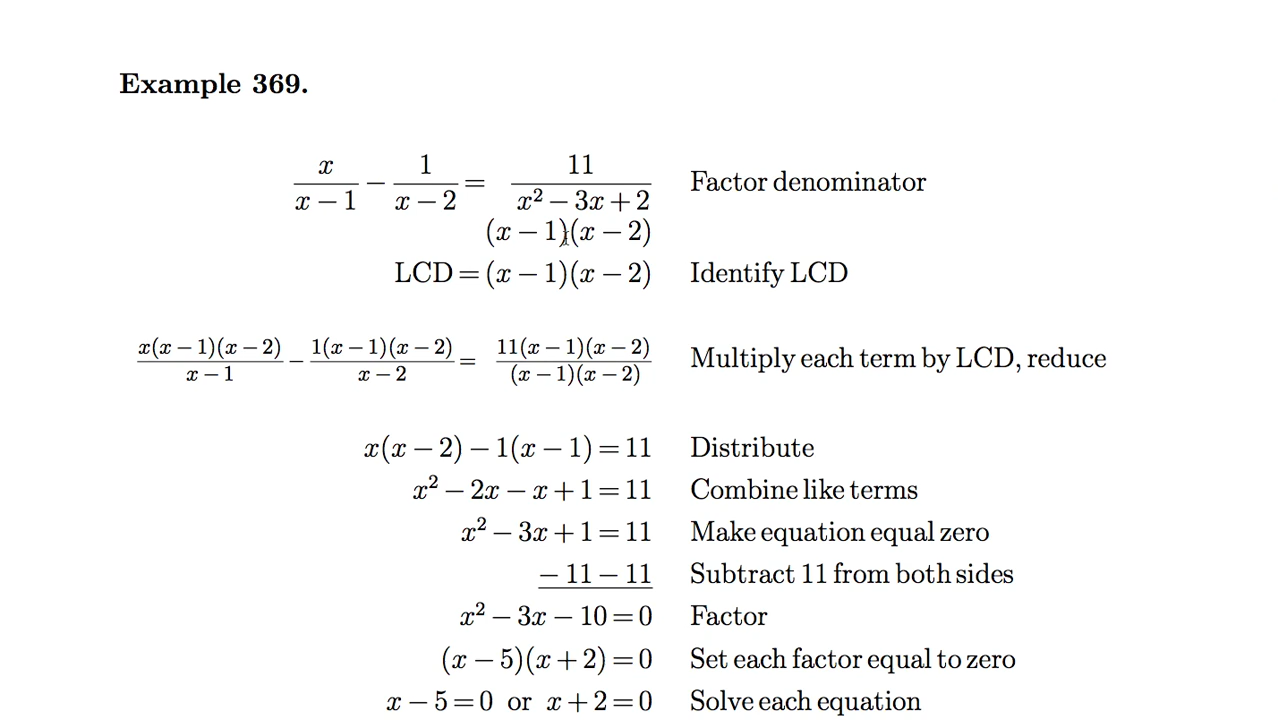 Example 369.
x/(x − 1) − 1/(x − 2) = 11/(x² − 3x + 2) Factor denominator
(x − 1)(x − 2)
LCD = (x − 1)(x − 2) Identify LCD
x(x − 1)(x − 2)/(x − 1) − 1(x − 1)(x − 2)/(x − 2) = 11(x − 1)(x − 2)/((x − 1)(x − 2)) Multiply each term by LCD, reduce
x(x − 2) − 1(x − 1) = 11 Distribute
x² − 2x − x + 1 = 11 Combine like terms
x² − 3x + 1 = 11 Make equation equal zero
− 11 − 11 Subtract 11 from both sides
x² − 3x − 10 = 0 Factor
(x − 5)(x + 2) = 0 Set each factor equal to zero
x − 5 = 0 or x + 2 = 0 Solve each equation